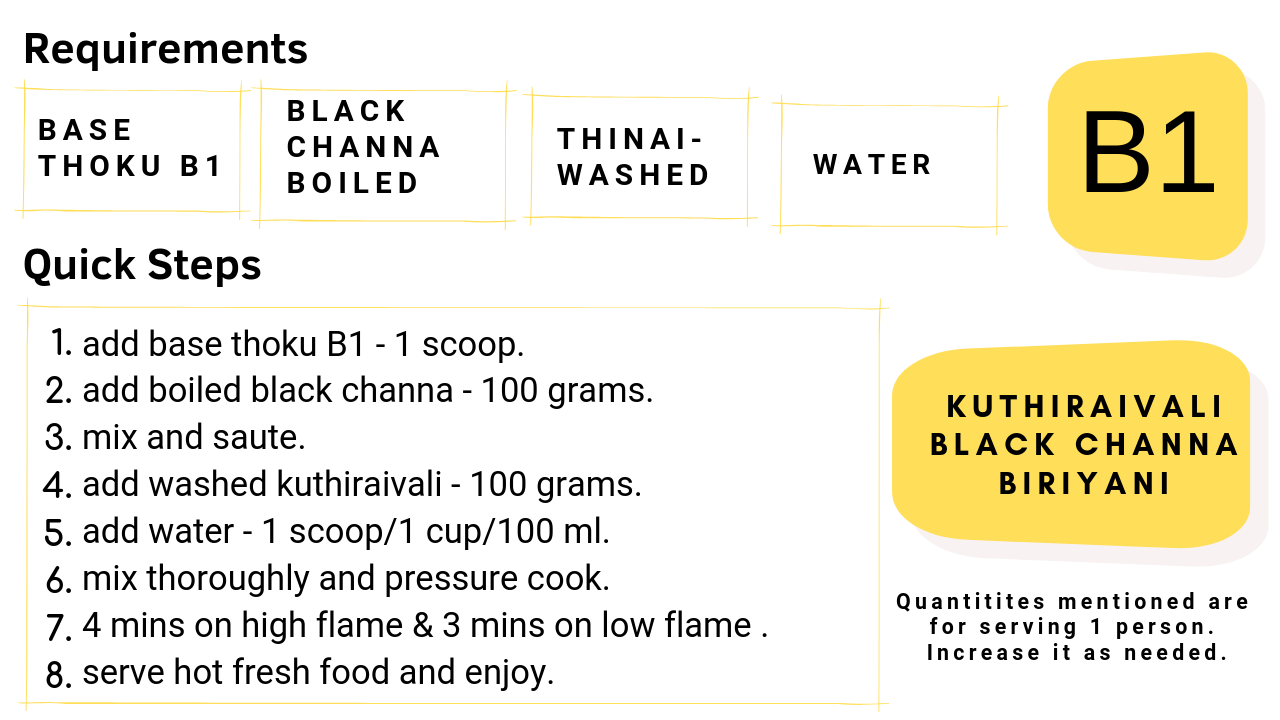 Requirements
BASE
THOKU B1
BLACK
CHANNA
BOILED
THINAI-
WASHED
WATER
B1
Quick Steps
1. add base thoku B1 - 1 scoop.
2. add boiled black channa - 100 grams.
3. mix and saute.
4. add washed kuthiraivali - 100 grams.
5. add water - 1 scoop/1 cup/100 ml.
6. mix thoroughly and pressure cook.
7. 4 mins on high flame & 3 mins on low flame .
8. serve hot fresh food and enjoy.
KUTHIRAIVALI
BLACK CHANNA
BIRIYANI
Quantitites mentioned are
for serving 1 person.
Increase it as needed.